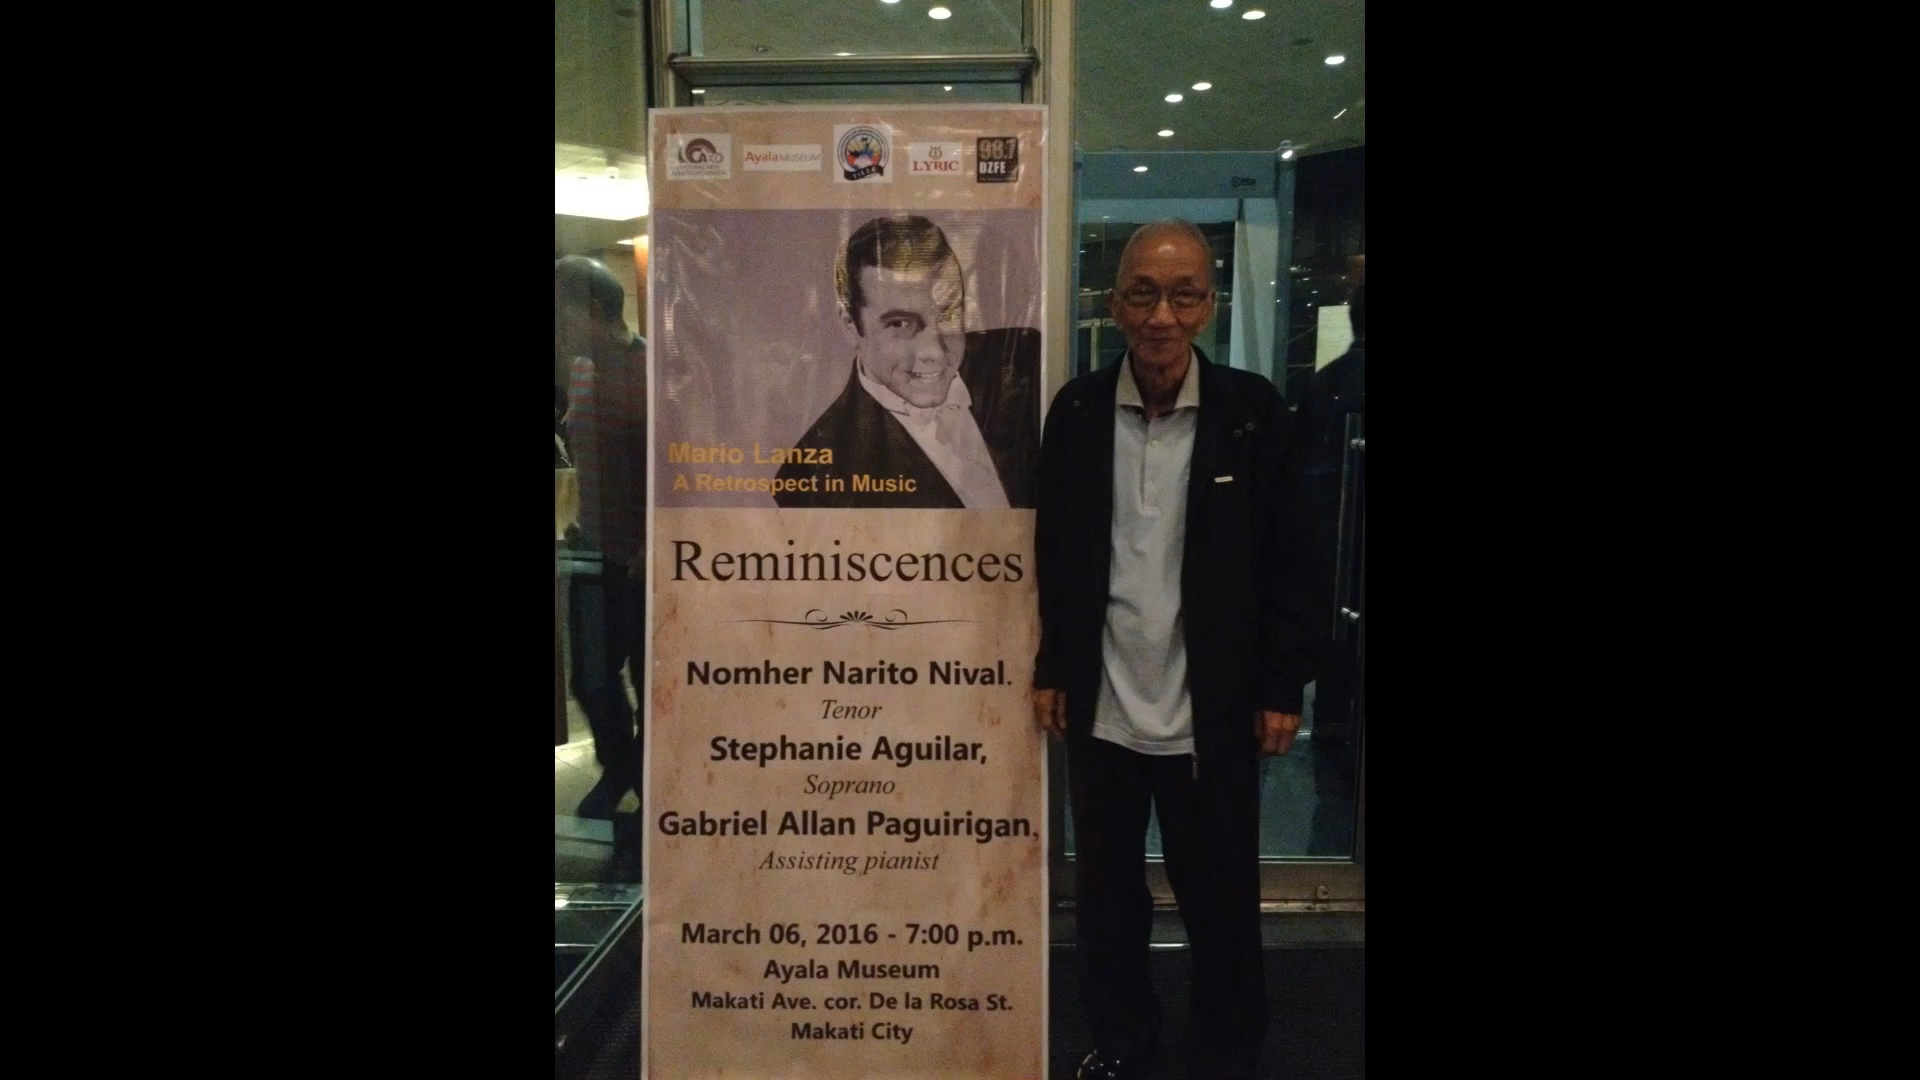 Ayala MUSEUM
LYRIC
98.7
DZFE
Mario Lanza
A Retrospect in Music
Reminiscences
Nomher Narito Nival.
Tenor
Stephanie Aguilar,
Soprano
Gabriel Allan Paguirigan,
Assisting pianist
March 06, 2016 - 7:00 p.m.
Ayala Museum
Makati Ave. cor. De la Rosa St.
Makati City